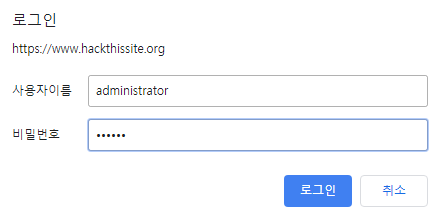 로그인
https://www.hackthissite.org
사용자이름 administrator
비밀번호 ••••••
로그인 취소